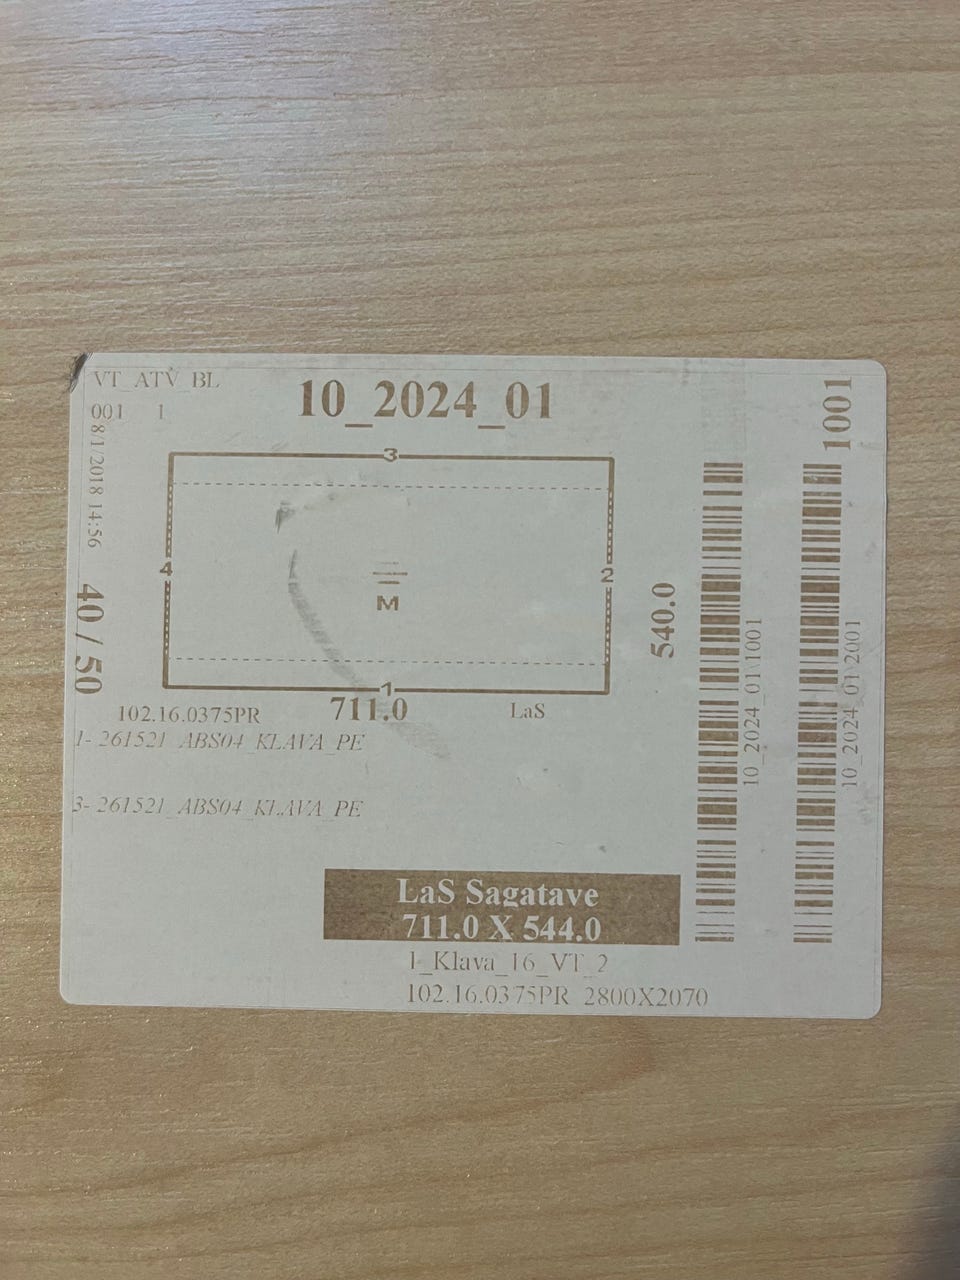 VT_ATV_BL
10_2024_01
1001
001 1
8/1/2018 14:56
3
4
2
M
540.0
40 / 50
1
102.16.0375PR
711.0
LaS
1- 261521_ABS04_KLAVA_PE
3- 261521_ABS04_KLAVA_PE
10_2024_01\1001
10_2024_01\2001
LaS Sagatave
711.0 X 544.0
1_Klava_16_VT_2
102.16.0375PR_2800X2070